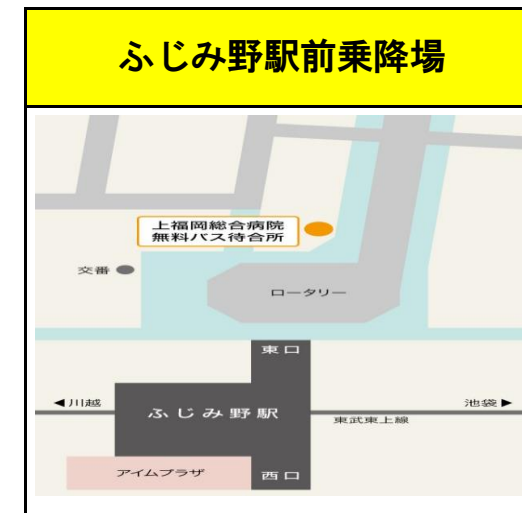 ふじみ野駅前乗降場
上福岡総合病院
無料バス待合所
交番
ロータリー
東口
◀川越
池袋▶
ふじみ野駅
東武東上線
アイムプラザ
西口